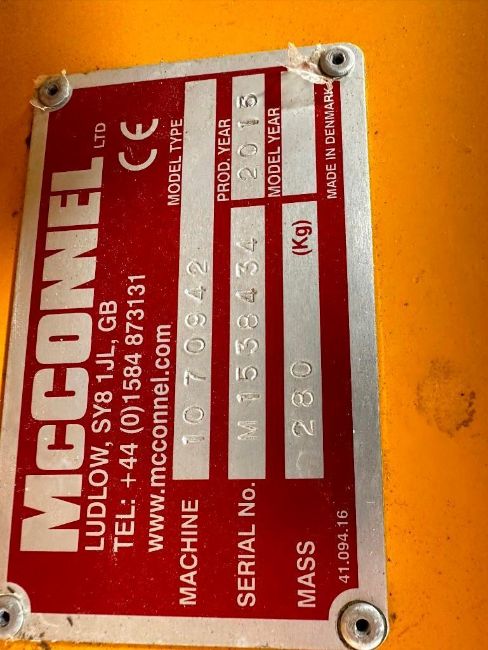 McCONNEL LTD
LUDLOW, SY8 1JL, GB
TEL: +44 (0)1584 873131
www.mcconnel.com
CE
MACHINE 1070942 MODEL TYPE
SERIAL No. M1538434 PROD. YEAR 2015
MASS 280 (Kg) MODEL YEAR
41.094.16 MADE IN DENMARK